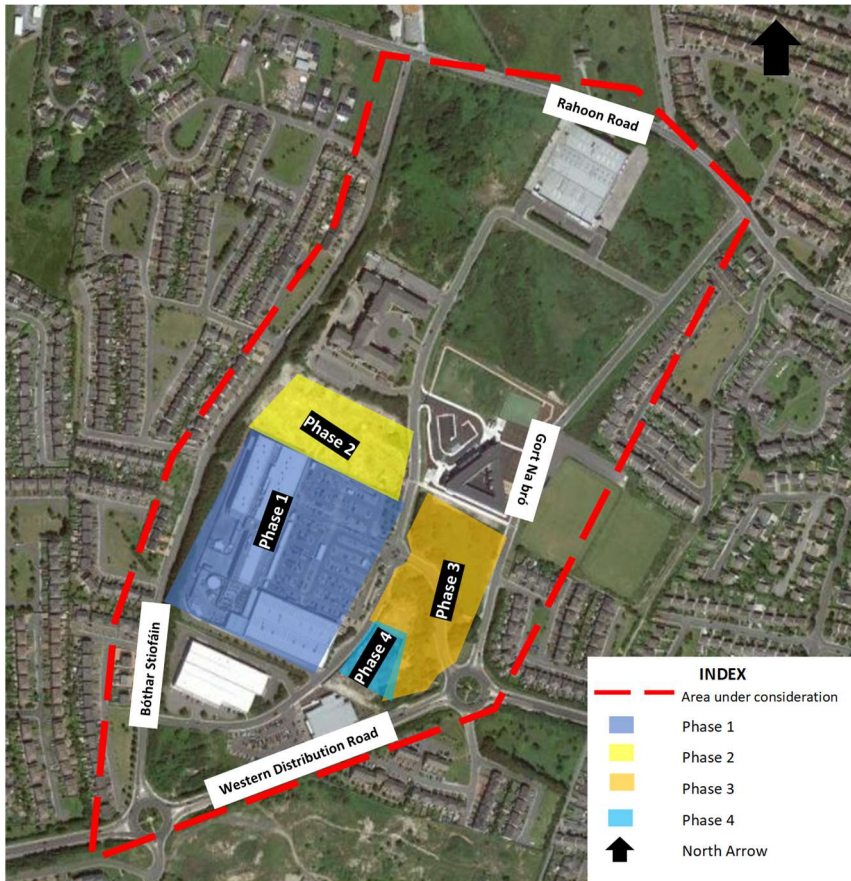 Rahoon Road
Phase 2
Phase 1
Gort Na bró
Phase 3
Phase 4
Bóthar Stiofáin
Western Distribution Road
INDEX
Area under consideration
Phase 1
Phase 2
Phase 3
Phase 4
North Arrow